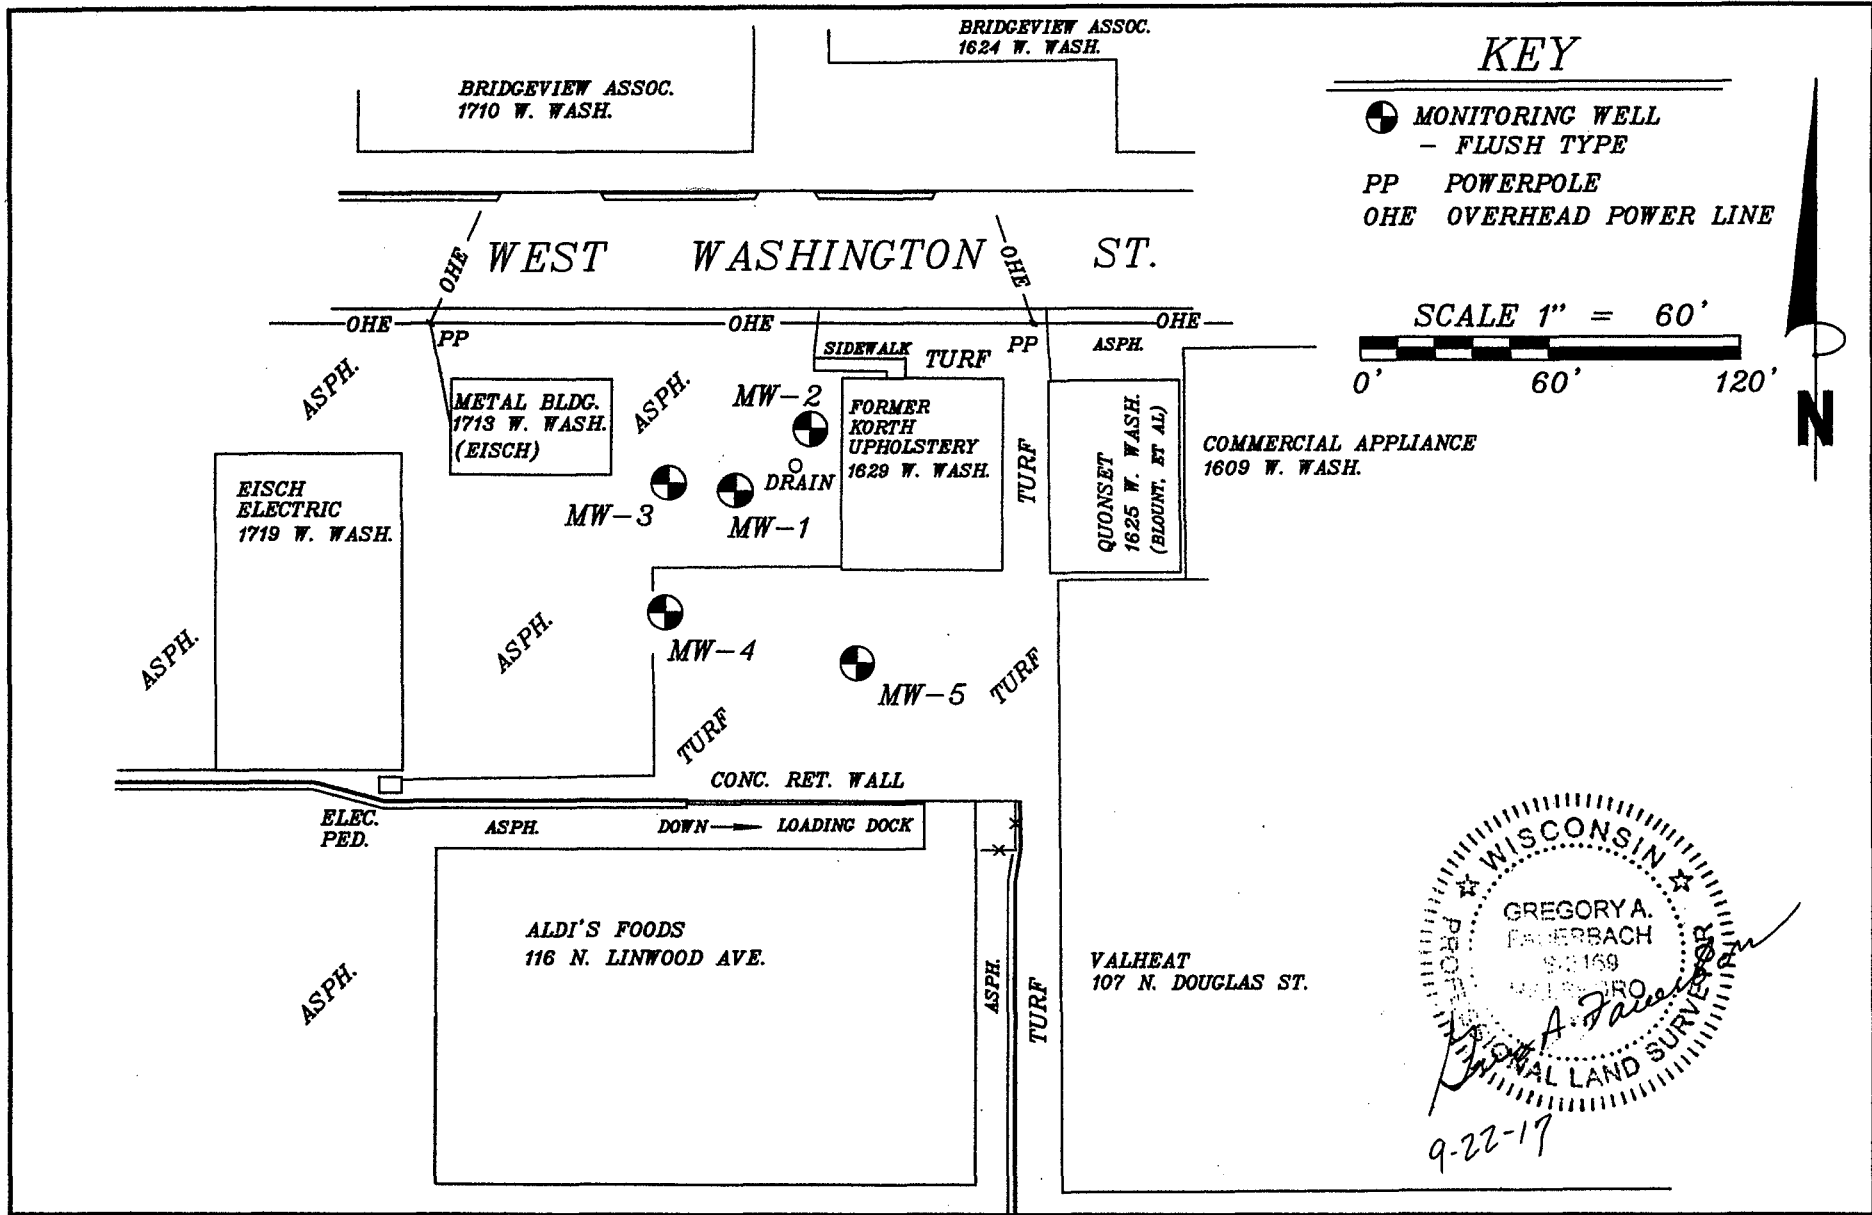 BRIDGEVIEW ASSOC.
1624 W. WASH.
BRIDGEVIEW ASSOC.
1710 W. WASH.
KEY
MONITORING WELL
- FLUSH TYPE
PP POWERPOLE
OHE OVERHEAD POWER LINE
SCALE 1" = 60'
0' 60' 120'
N
OHE
WEST WASHINGTON ST.
OHE
OHE
OHE
OHE
PP
SIDEWALK
TURF
PP
ASPH.
ASPH.
METAL BLDG.
1713 W. WASH.
(EISCH)
ASPH.
MW-2
FORMER
KORTH
UPHOLSTERY
1629 W. WASH.
TURF
QUONSET
1625 W. WASH.
(BLOUNT, ET AL)
COMMERCIAL APPLIANCE
1609 W. WASH.
EISCH
ELECTRIC
1719 W. WASH.
DRAIN
MW-3
MW-1
ASPH.
ASPH.
MW-4
MW-5
TURF
TURF
CONC. RET. WALL
ELEC.
PED.
ASPH.
DOWN
LOADING DOCK
ALDI'S FOODS
116 N. LINWOOD AVE.
ASPH.
ASPH.
TURF
VALHEAT
107 N. DOUGLAS ST.
WISCONSIN
GREGORY A.
PROFESSIONAL LAND SURVEYOR
9-22-17